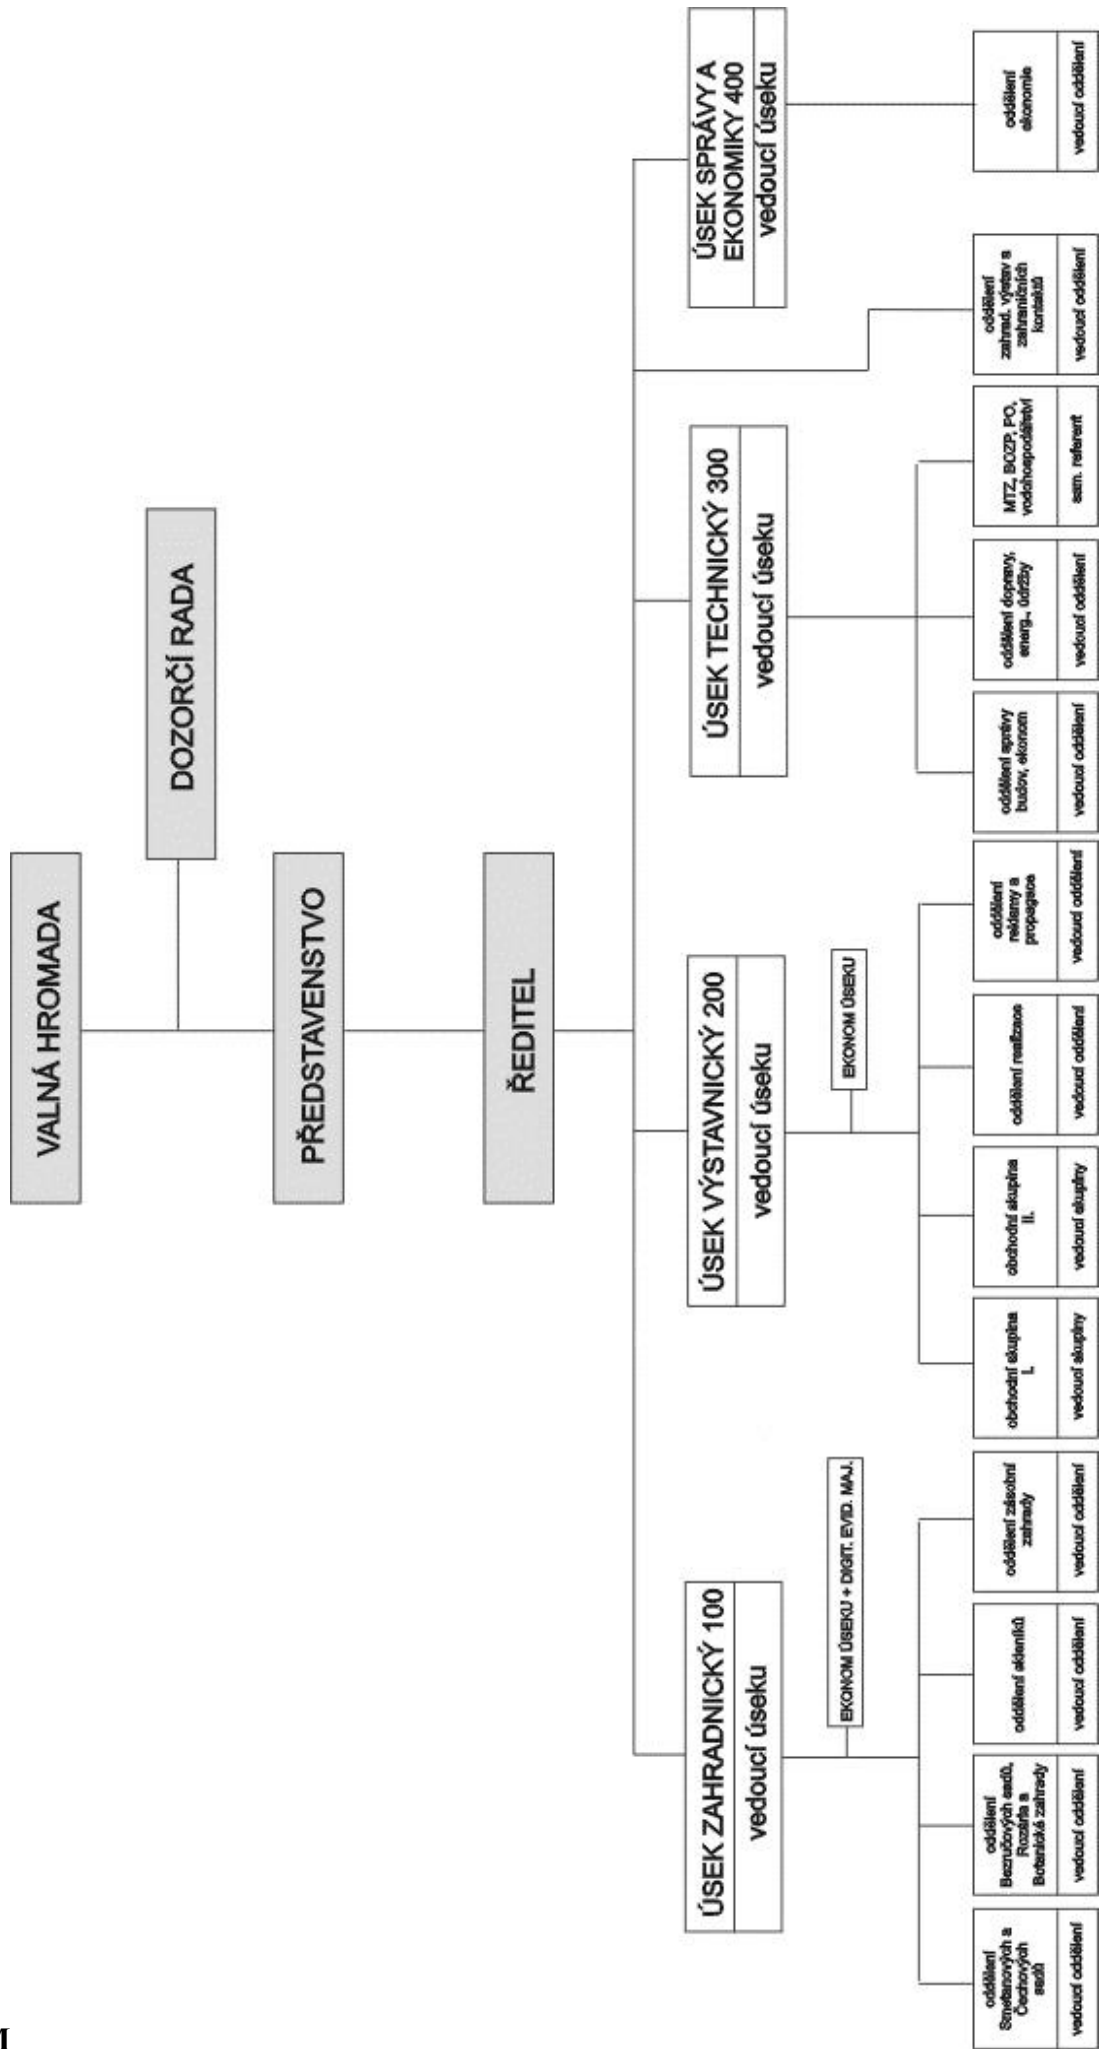 VALNÁ HROMADA
DOZORČÍ RADA
PŘEDSTAVENSTVO
ŘEDITEL
ÚSEK ZAHRADNICKÝ 100
vedoucí úseku
ÚSEK VÝSTAVNICKÝ 200
vedoucí úseku
ÚSEK TECHNICKÝ 300
vedoucí úseku
ÚSEK SPRÁVY A
EKONOMIKY 400
vedoucí úseku
EKONOM ÚSEKU + DIGIT. EVID. MAJ.
EKONOM ÚSEKU
oddělení
Smetanových a
Čechových
sadů
vedoucí oddělení
oddělení
Bezručových sadů,
Rozária a
Botanické zahrady
vedoucí oddělení
oddělení skleníků
vedoucí oddělení
oddělení zásobní
zahrady
vedoucí oddělení
obchodní skupina
I.
vedoucí skupiny
obchodní skupina
II.
vedoucí skupiny
oddělení realizace
vedoucí oddělení
oddělení
reklamy a
propagace
vedoucí oddělení
oddělení správy
budov, ekonom
vedoucí oddělení
oddělení dopravy,
energ., údržby
vedoucí oddělení
MTZ, BOZP, PO,
vodohospodářství
sam. referent
oddělení
zahrad. výstav a
zahraničních
kontaktů
vedoucí oddělení
oddělení
ekonomie
vedoucí oddělení